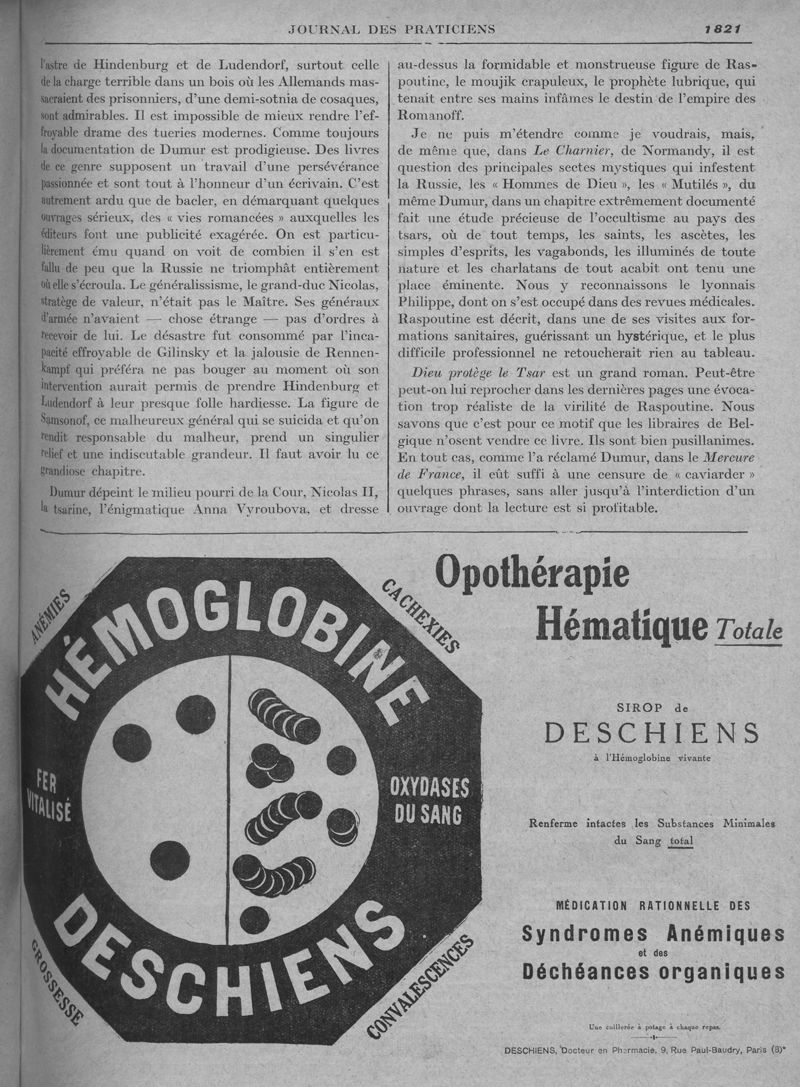 JOURNAL DES PRATICIENS 1821
l'astre de Hindenburg et de Ludendorf, surtout celle
de la charge terrible dans un bois où les Allemands mas-
sacraient des prisonniers, d'une demi-sotnia de cosaques,
sont admirables. Il est impossible de mieux rendre l'ef-
froyable drame des tueries modernes. Comme toujours
la documentation de Dumur est prodigieuse. Des livres
de ce genre supposent un travail d'une persévérance
passionnée et sont tout à l'honneur d'un écrivain. C'est
autrement ardu que de bacler, en démarquant quelques
ouvrages sérieux, des « vies romancées » auxquelles les
éditeurs font une publicité exagérée. On est particu-
lièrement ému quand on voit de combien il s'en est
fallu de peu que la Russie ne triomphât entièrement
où elle s'écroula. Le généralissime, le grand-duc Nicolas,
stratège de valeur, n'était pas le Maître. Ses généraux
d'armée n'avaient — chose étrange — pas d'ordres à
recevoir de lui. Le désastre fut consommé par l'inca-
pacité effroyable de Gilinsky et la jalousie de Rennen-
kampf qui préféra ne pas bouger au moment où son
intervention aurait permis de prendre Hindenburg et
Ludendorf à leur presque folle hardiesse. La figure de
Samsonof, ce malheureux général qui se suicida et qu'on
rendit responsable du malheur, prend un singulier
relief et une indiscutable grandeur. Il faut avoir lu ce
grandiose chapitre.
Dumur dépeint le milieu pourri de la Cour, Nicolas II,
la tsarine, l'énigmatique Anna Vyroubova, et dresse
au-dessus la formidable et monstrueuse figure de Ras-
poutine, le moujik crapuleux, le prophète lubrique, qui
tenait entre ses mains infâmes le destin de l'empire des
Romanoff.
Je ne puis m'étendre comme je voudrais, mais,
de même que, dans Le Charnier, de Normandy, il est
question des principales sectes mystiques qui infestent
la Russie, les « Hommes de Dieu », les « Mutilés », du
même Dumur, dans un chapitre extrêmement documenté
fait une étude précieuse de l'occultisme au pays des
tsars, où de tout temps, les saints, les ascètes, les
simples d'esprits, les vagabonds, les illuminés de toute
nature et les charlatans de tout acabit ont tenu une
place éminente. Nous y reconnaissons le lyonnais
Philippe, dont on s'est occupé dans des revues médicales.
Raspoutine est décrit, dans une de ses visites aux for-
mations sanitaires, guérissant un hystérique, et le plus
difficile professionnel ne retoucherait rien au tableau.
Dieu protège le Tsar est un grand roman. Peut-être
peut-on lui reprocher dans les dernières pages une évoca-
tion trop réaliste de la virilité de Raspoutine. Nous
savons que c'est pour ce motif que les libraires de Bel-
gique n'osent vendre ce livre. Ils sont bien pusillanimes.
En tout cas, comme l'a réclamé Dumur, dans le Mercure
de France, il eût suffi à une censure de « caviarder »
quelques phrases, sans aller jusqu'à l'interdiction d'un
ouvrage dont la lecture est si profitable.
ANÉMIES
CACHEXIES
HÉMOGLOBINE
FER
VITALISÉ
OXYDASES
DU SANG
DESCHIENS
GROSSESSE
CONVALESCENCES
Opothérapie
Hématique Totale
SIROP de
DESCHIENS
à l'Hémoglobine vivante
Renferme intactes les Substances Minimales
du Sang total
MÉDICATION RATIONNELLE DES
Syndromes Anémiques
et des
Déchéances organiques
Une cuillerée à potage à chaque repas.
DESCHIENS, Docteur en Pharmacie, 9, Rue Paul-Baudry, Paris (8)ᵉ